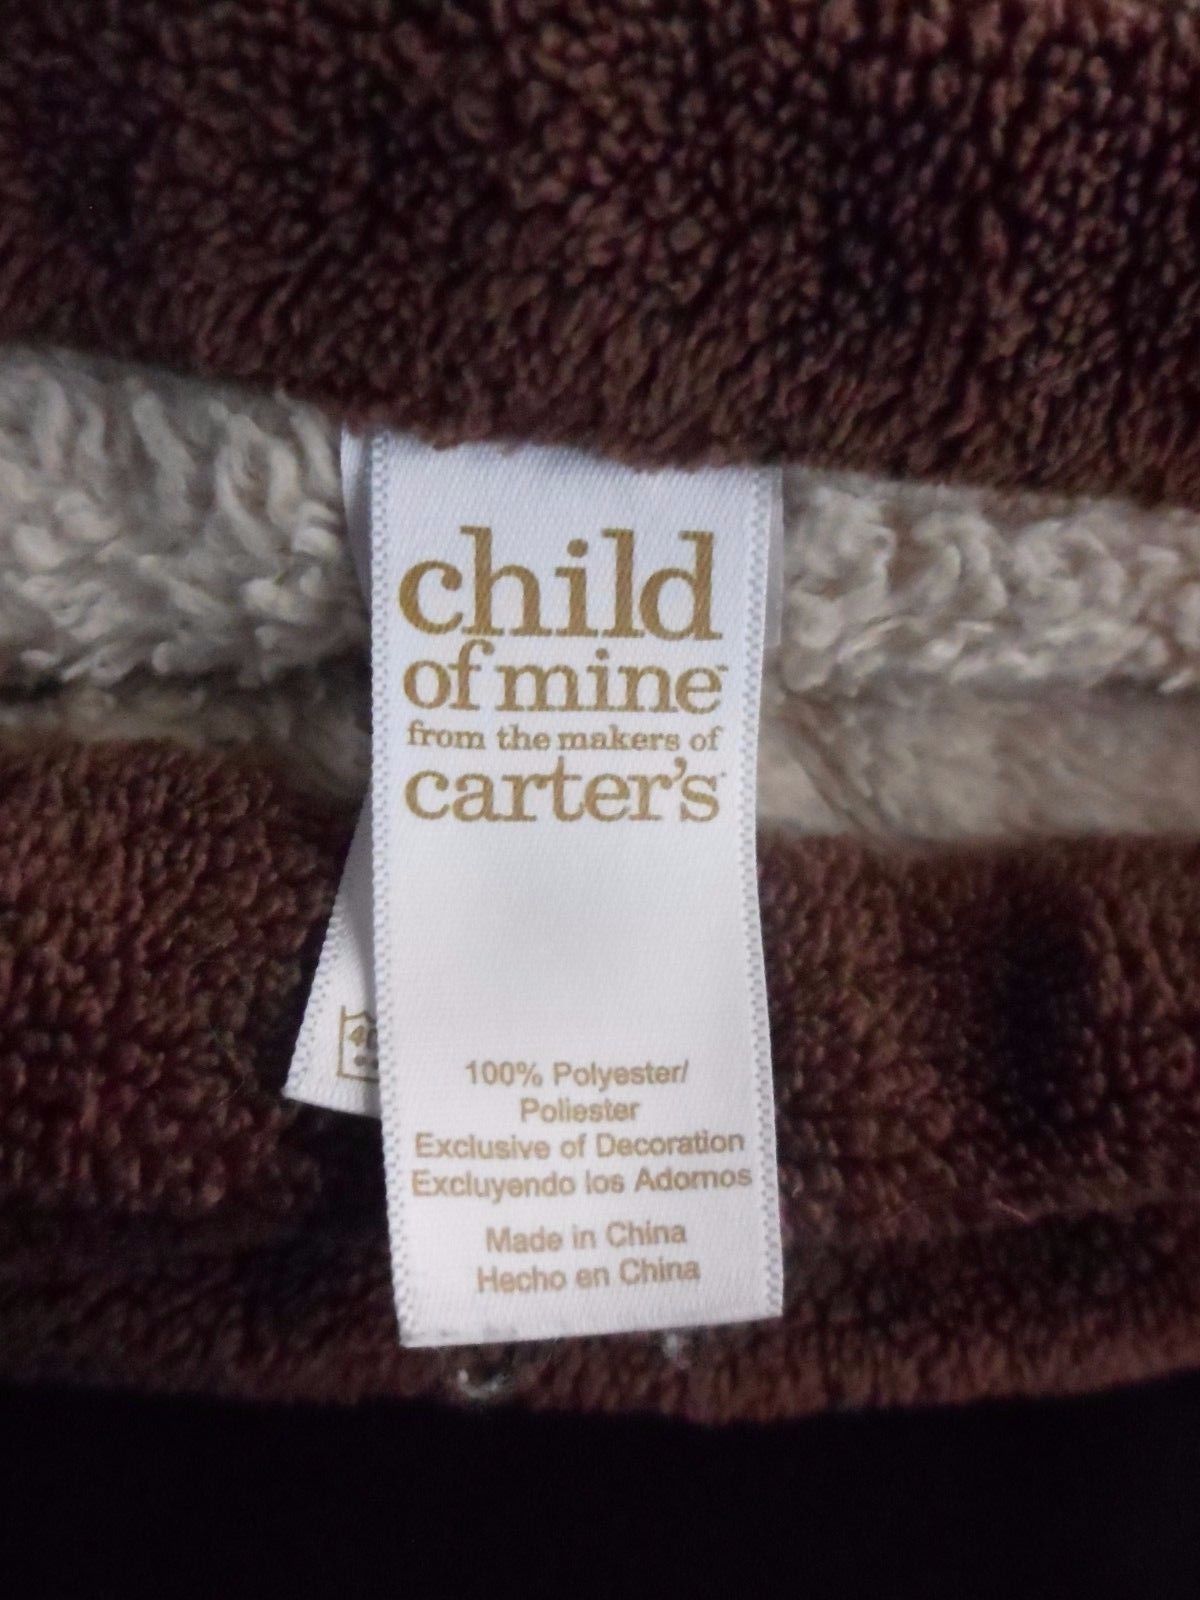 child
of mine™
from the makers of
carter's
100% Polyester/
Poliester
Exclusive of Decoration
Excluyendo los Adornos
Made in China
Hecho en China